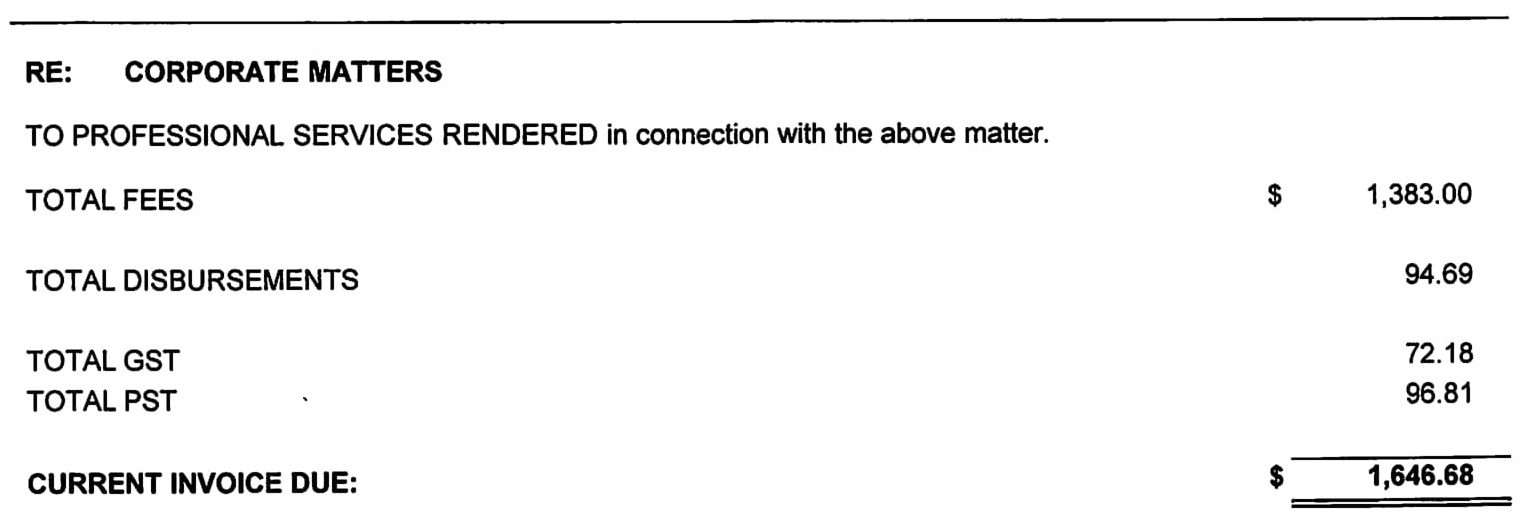 RE: CORPORATE MATTERS
TO PROFESSIONAL SERVICES RENDERED in connection with the above matter.
TOTAL FEES $ 1,383.00
TOTAL DISBURSEMENTS 94.69
TOTAL GST 72.18
TOTAL PST 96.81
CURRENT INVOICE DUE: $ 1,646.68